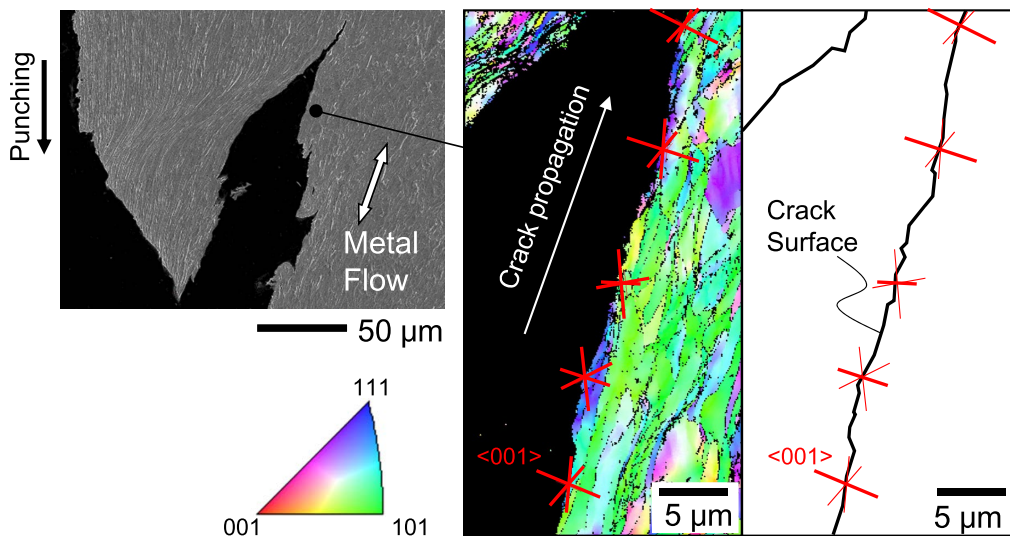 Punching
Metal
Flow
50 μm
111
001
101
Crack propagation
<001>
5 μm
Crack
Surface
<001>
5 μm